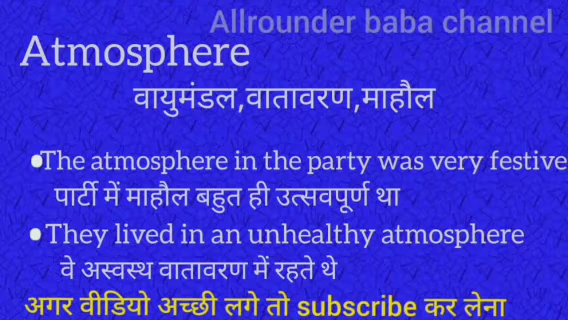 Allrounder baba channel
Atmosphere
वायुमंडल,वातावरण,माहौल
•The atmosphere in the party was very festive
पार्टी में माहौल बहुत ही उत्सवपूर्ण था
• They lived in an unhealthy atmosphere
वे अस्वस्थ वातावरण में रहते थे
अगर वीडियो अच्छी लगे तो subscribe कर लेना